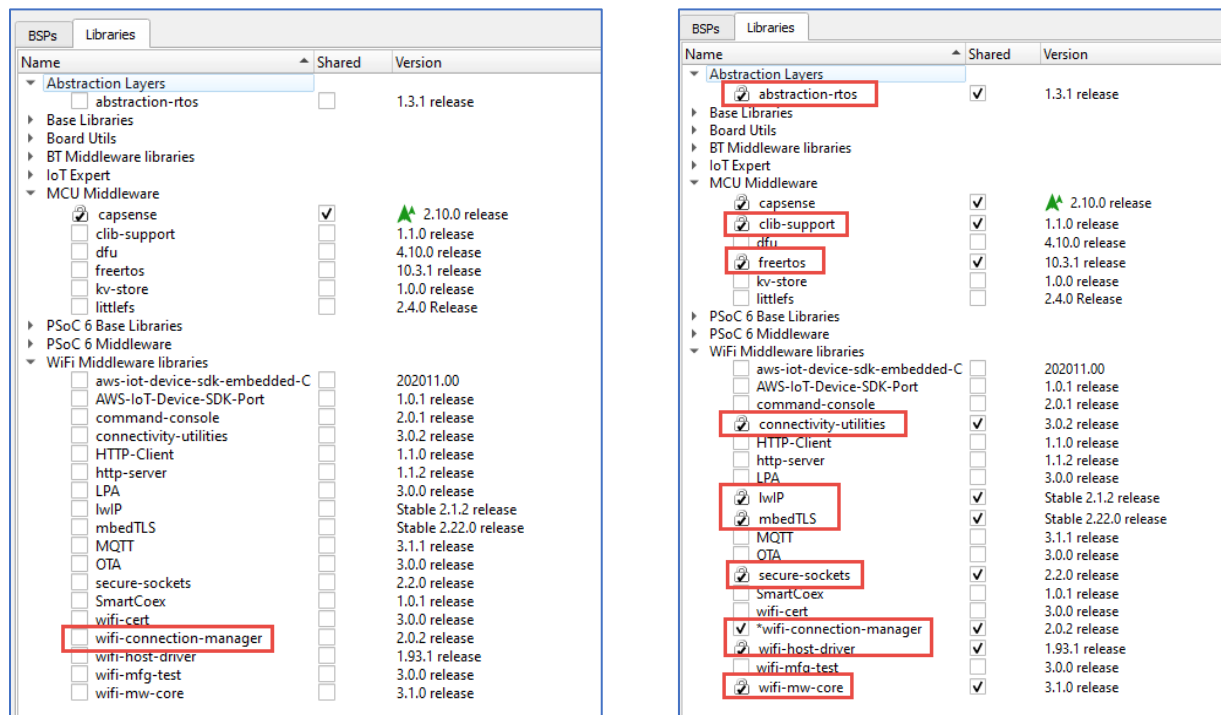 BSPs Libraries
Name Shared Version
Abstraction Layers
abstraction-rtos 1.3.1 release
Base Libraries
Board Utils
BT Middleware libraries
IoT Expert
MCU Middleware
capsense 2.10.0 release
clib-support 1.1.0 release
dfu 4.10.0 release
freertos 10.3.1 release
kv-store 1.0.0 release
littlefs 2.4.0 Release
PSoC 6 Base Libraries
PSoC 6 Middleware
WiFi Middleware libraries
aws-iot-device-sdk-embedded-C 202011.00
AWS-IoT-Device-SDK-Port 1.0.1 release
command-console 2.0.1 release
connectivity-utilities 3.0.2 release
HTTP-Client 1.1.0 release
http-server 1.1.2 release
LPA 3.0.0 release
lwIP Stable 2.1.2 release
mbedTLS Stable 2.22.0 release
MQTT 3.1.1 release
OTA 3.0.0 release
secure-sockets 2.2.0 release
SmartCoex 1.0.1 release
wifi-cert 3.0.0 release
wifi-connection-manager 2.0.2 release
wifi-host-driver 1.93.1 release
wifi-mfg-test 3.0.0 release
wifi-mw-core 3.1.0 release
BSPs Libraries
Name Shared Version
Abstraction Layers
abstraction-rtos 1.3.1 release
Base Libraries
Board Utils
BT Middleware libraries
IoT Expert
MCU Middleware
capsense 2.10.0 release
clib-support 1.1.0 release
dfu 4.10.0 release
freertos 10.3.1 release
kv-store 1.0.0 release
littlefs 2.4.0 Release
PSoC 6 Base Libraries
PSoC 6 Middleware
WiFi Middleware libraries
aws-iot-device-sdk-embedded-C 202011.00
AWS-IoT-Device-SDK-Port 1.0.1 release
command-console 2.0.1 release
connectivity-utilities 3.0.2 release
HTTP-Client 1.1.0 release
http-server 1.1.2 release
LPA 3.0.0 release
lwIP Stable 2.1.2 release
mbedTLS Stable 2.22.0 release
MQTT 3.1.1 release
OTA 3.0.0 release
secure-sockets 2.2.0 release
SmartCoex 1.0.1 release
wifi-cert 3.0.0 release
*wifi-connection-manager 2.0.2 release
wifi-host-driver 1.93.1 release
wifi-mfg-test 3.0.0 release
wifi-mw-core 3.1.0 release